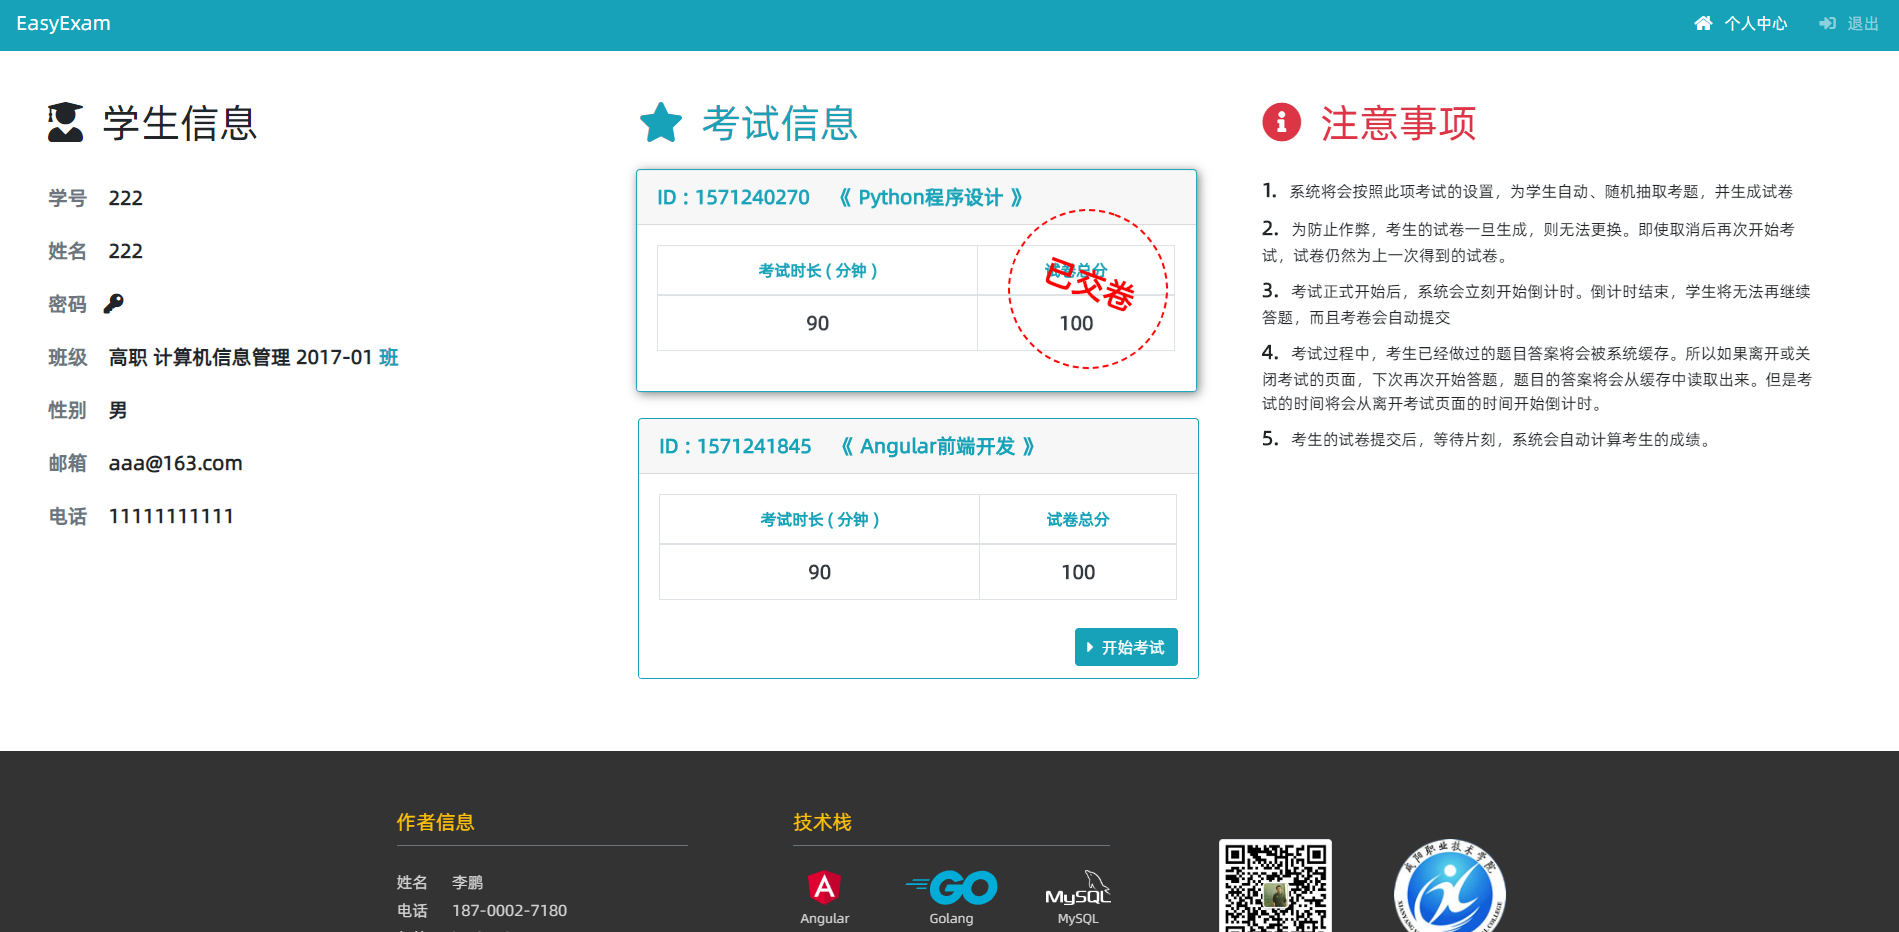 EasyExam
个人中心
退出
学生信息
学号 222
姓名 222
密码
班级 高职 计算机信息管理 2017-01 班
性别 男
邮箱 aaa@163.com
电话 11111111111
考试信息
ID : 1571240270 《 Python程序设计 》
考试时长 ( 分钟 ) 试卷总分
已交卷
90 100
ID : 1571241845 《 Angular前端开发 》
考试时长 ( 分钟 ) 试卷总分
90 100
开始考试
注意事项
1. 系统将会按照此项考试的设置，为学生自动、随机抽取考题，并生成试卷
2. 为防止作弊，考生的试卷一旦生成，则无法更换。即使取消后再次开始考
试，试卷仍然为上一次得到的试卷。
3. 考试正式开始后，系统会立刻开始倒计时。倒计时结束，学生将无法再继续
答题，而且考卷会自动提交
4. 考试过程中，考生已经做过的题目答案将会被系统缓存。所以如果离开或关
闭考试的页面，下次再次开始答题，题目的答案将会从缓存中读取出来。但是考
试的时间将会从离开考试页面的时间开始倒计时。
5. 考生的试卷提交后，等待片刻，系统会自动计算考生的成绩。
作者信息
姓名 李鹏
电话 187-0002-7180
技术栈
Angular
GO
Golang
MySQL
MySQL
咸阳职业技术学院